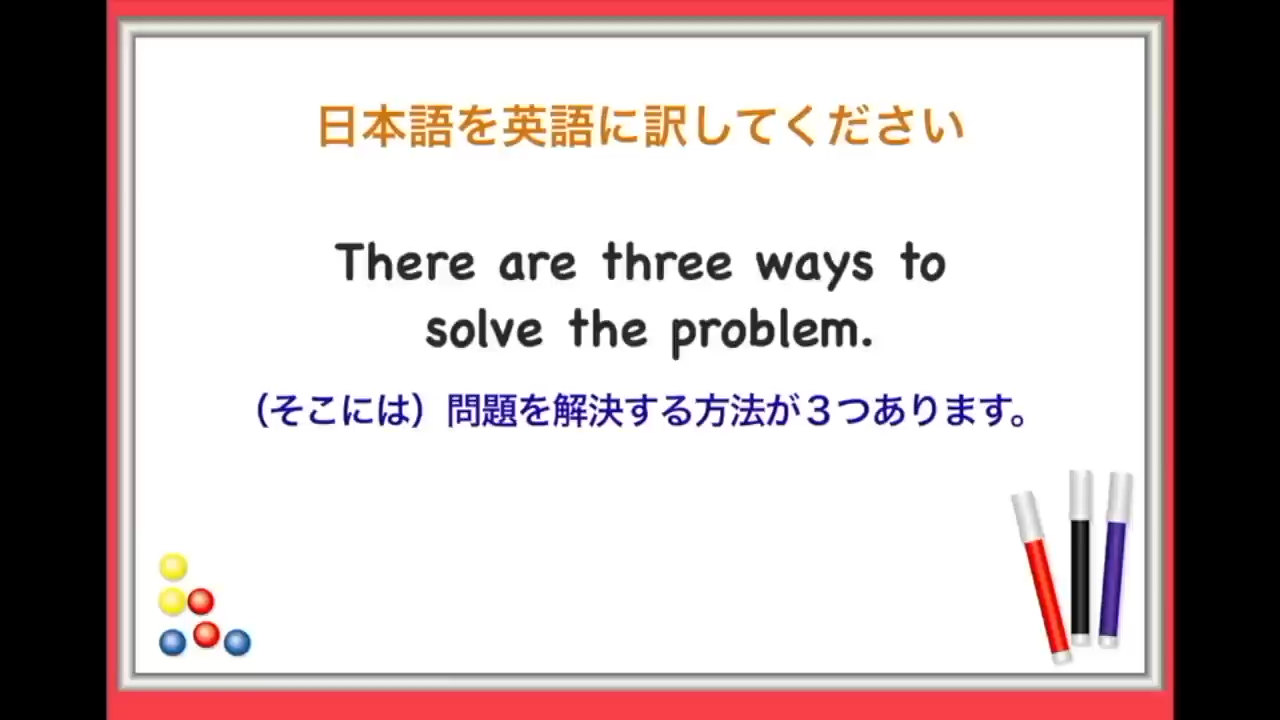 日本語を英語に訳してください
There are three ways to
solve the problem.
（そこには）問題を解決する方法が３つあります。